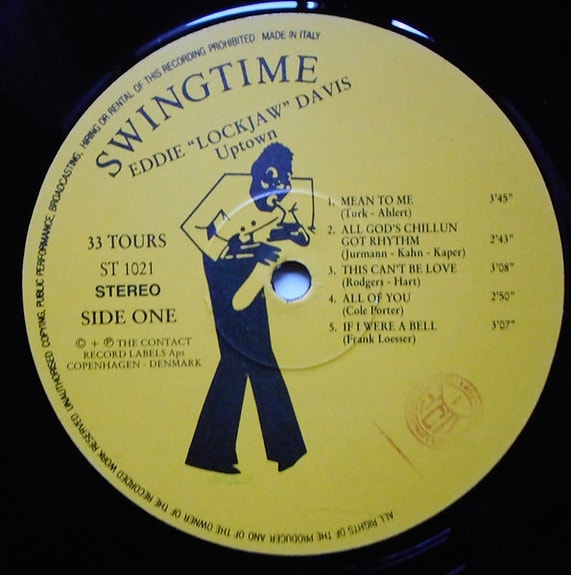 ALL RIGHTS OF THE PRODUCER AND OF THE OWNER OF THE RECORDED WORK RESERVED UNAUTHORISED COPYING, PUBLIC PERFORMANCE, BROADCASTING, HIRING OR RENTAL OF THIS RECORDING PROHIBITED MADE IN ITALY
SWINGTIME
EDDIE "LOCKJAW" DAVIS
Uptown
33 TOURS
ST 1021
STEREO
SIDE ONE
© + ℗ THE CONTACT
RECORD LABELS Aps
COPENHAGEN - DENMARK
1. MEAN TO ME 3'45"
(Turk - Ahlert)
2. ALL GOD'S CHILLUN
GOT RHYTHM 2'43"
(Jurmann - Kahn - Kaper)
3. THIS CAN'T BE LOVE 3'08"
(Rodgers - Hart)
4. ALL OF YOU 2'50"
(Cole Porter)
5. IF I WERE A BELL 3'07"
(Frank Loesser)